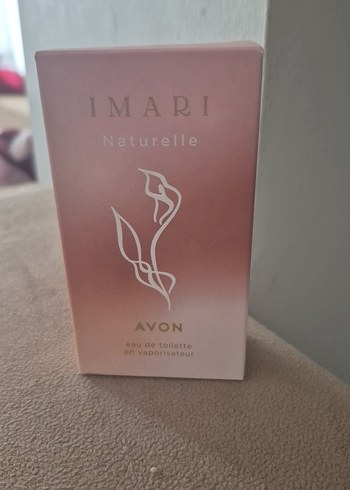 IMARI
Naturelle
AVON
eau de toilette
en vaporisateur